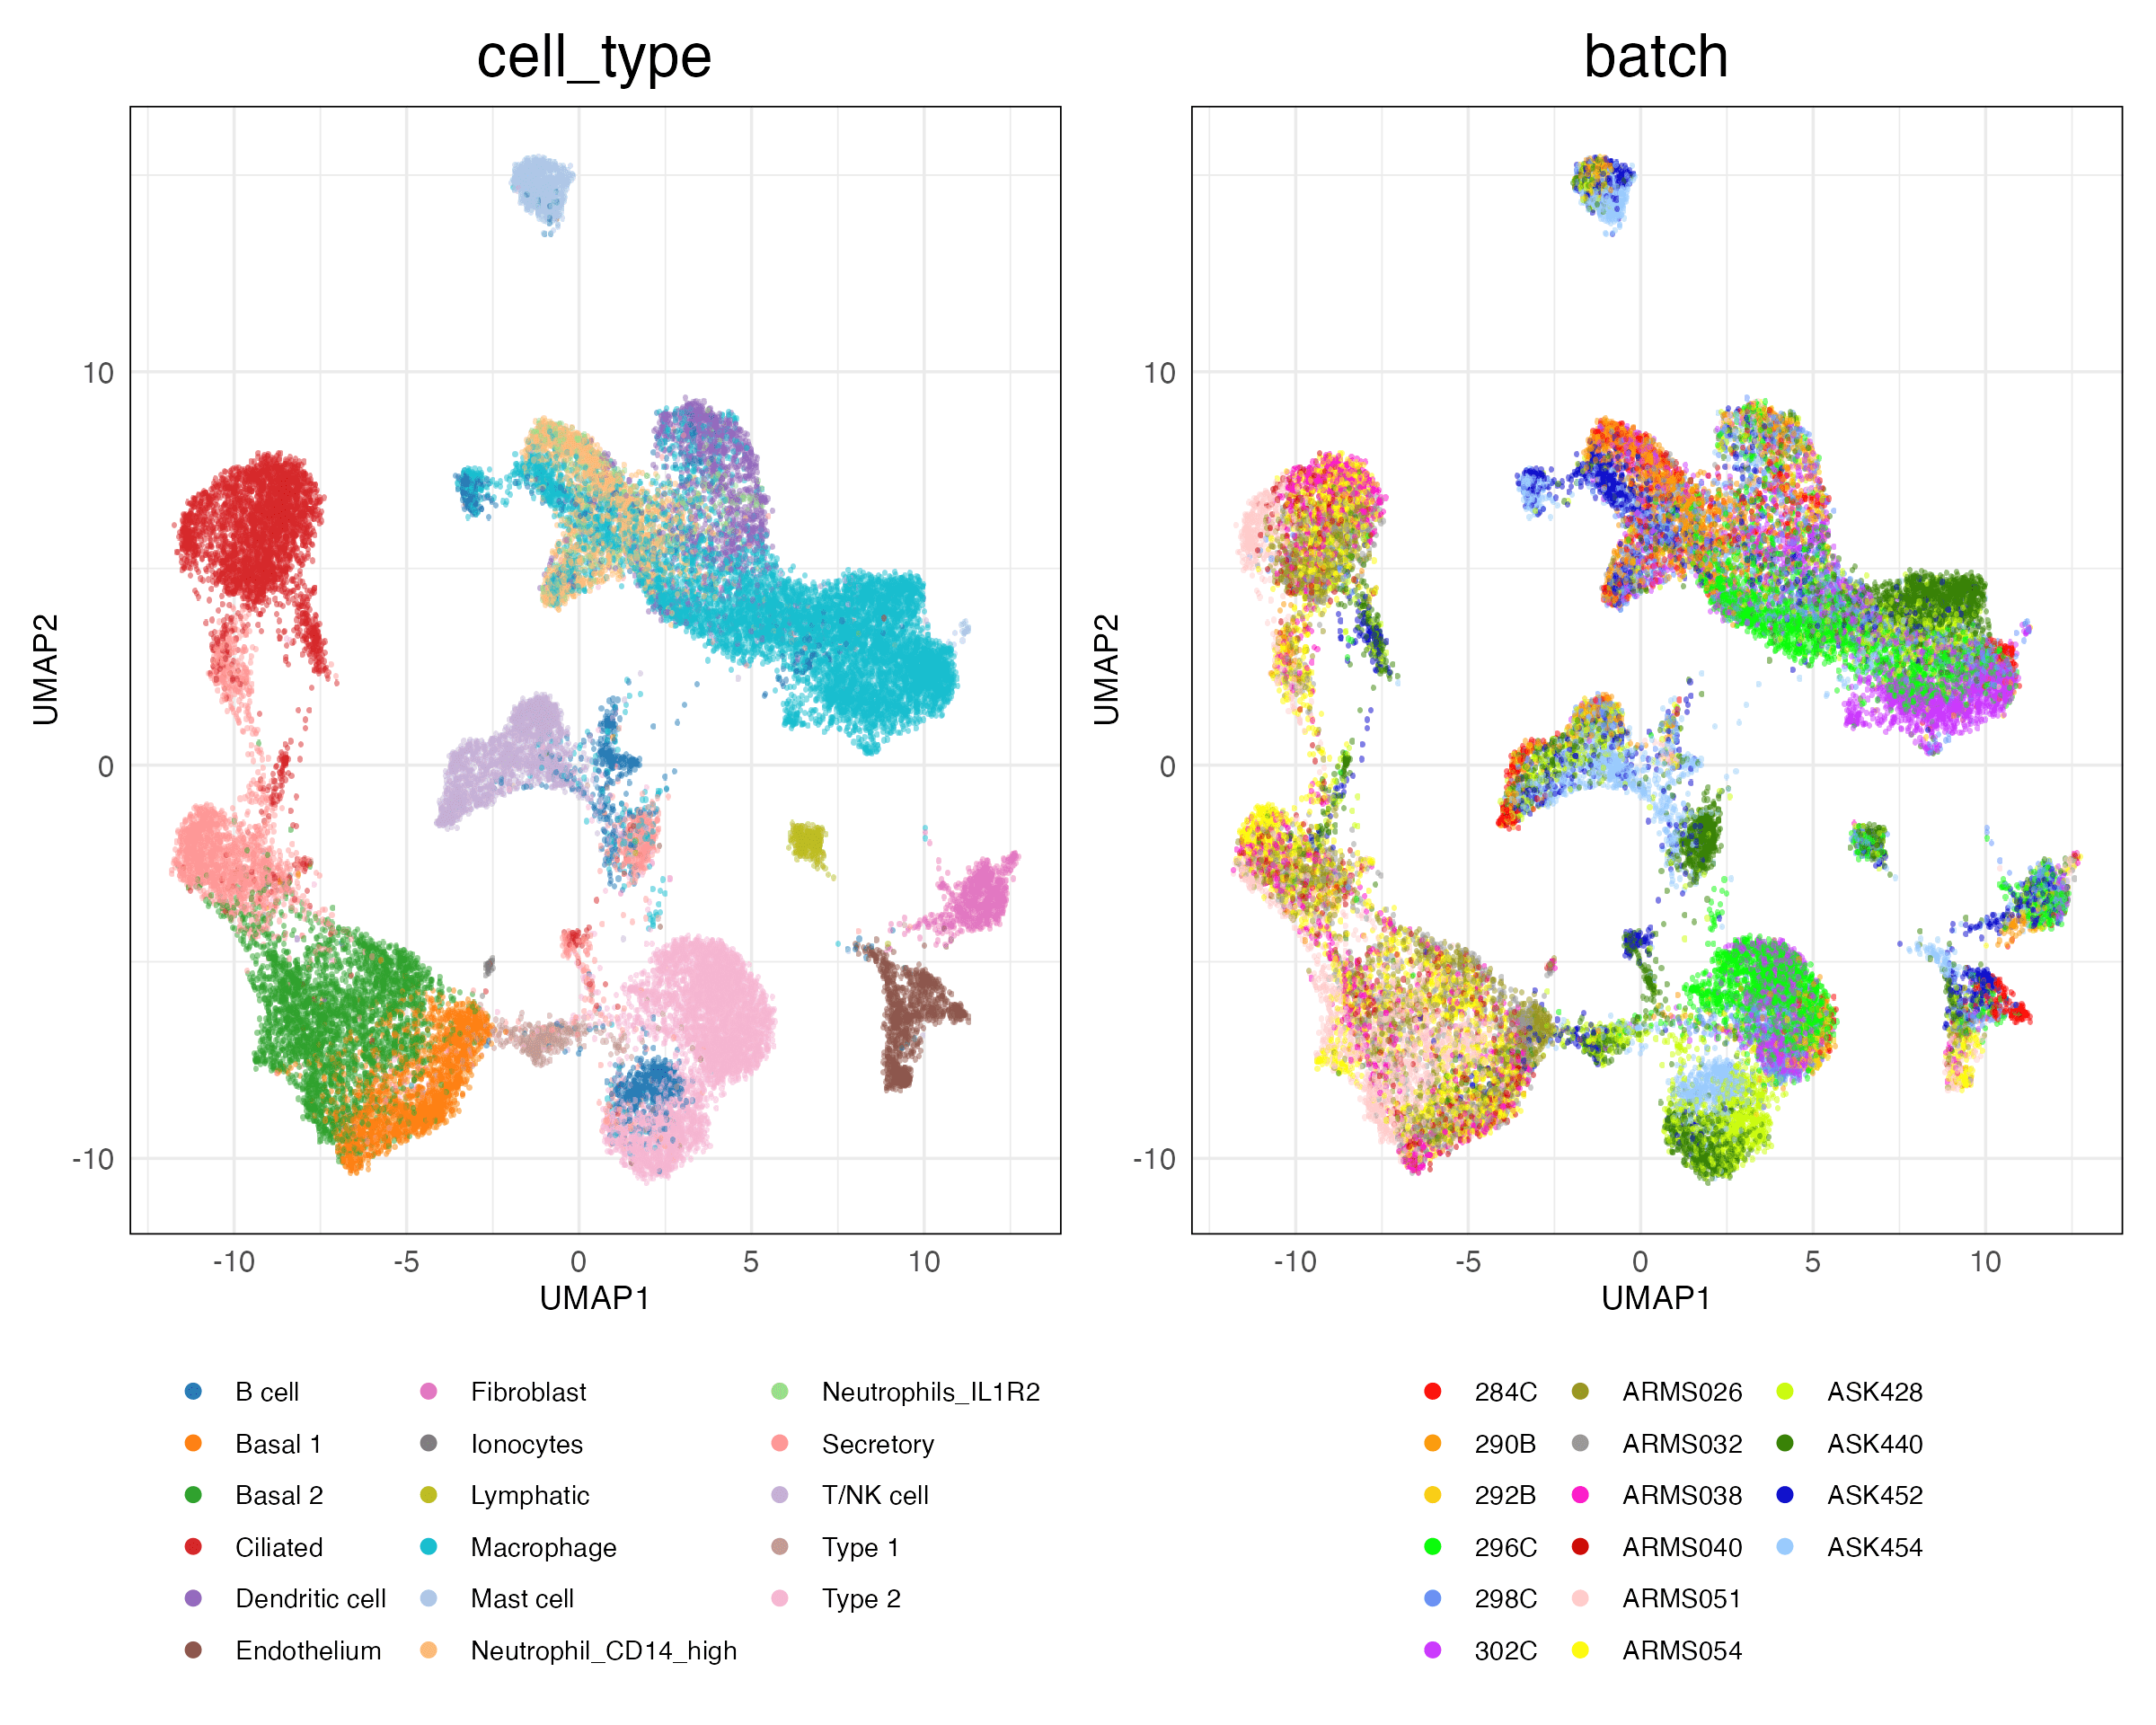 cell_type
batch
UMAP2
10
0
-10
-10
-5
0
5
10
UMAP1
UMAP2
10
0
-10
-10
-5
0
5
10
UMAP1
B cell
Basal 1
Basal 2
Ciliated
Dendritic cell
Endothelium
Fibroblast
Ionocytes
Lymphatic
Macrophage
Mast cell
Neutrophil_CD14_high
Neutrophils_IL1R2
Secretory
T/NK cell
Type 1
Type 2
284C
290B
292B
296C
298C
302C
ARMS026
ARMS032
ARMS038
ARMS040
ARMS051
ARMS054
ASK428
ASK440
ASK452
ASK454